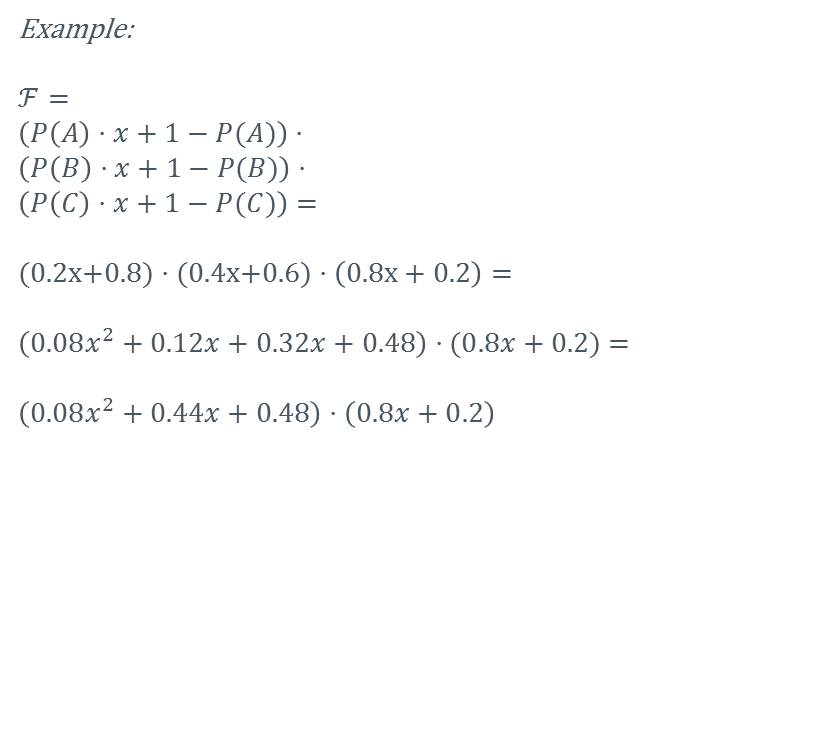 Example:
ℱ =
(P(A) · x + 1 − P(A)) ·
(P(B) · x + 1 − P(B)) ·
(P(C) · x + 1 − P(C)) =
(0.2x+0.8) · (0.4x+0.6) · (0.8x + 0.2) =
(0.08x² + 0.12x + 0.32x + 0.48) · (0.8x + 0.2) =
(0.08x² + 0.44x + 0.48) · (0.8x + 0.2)